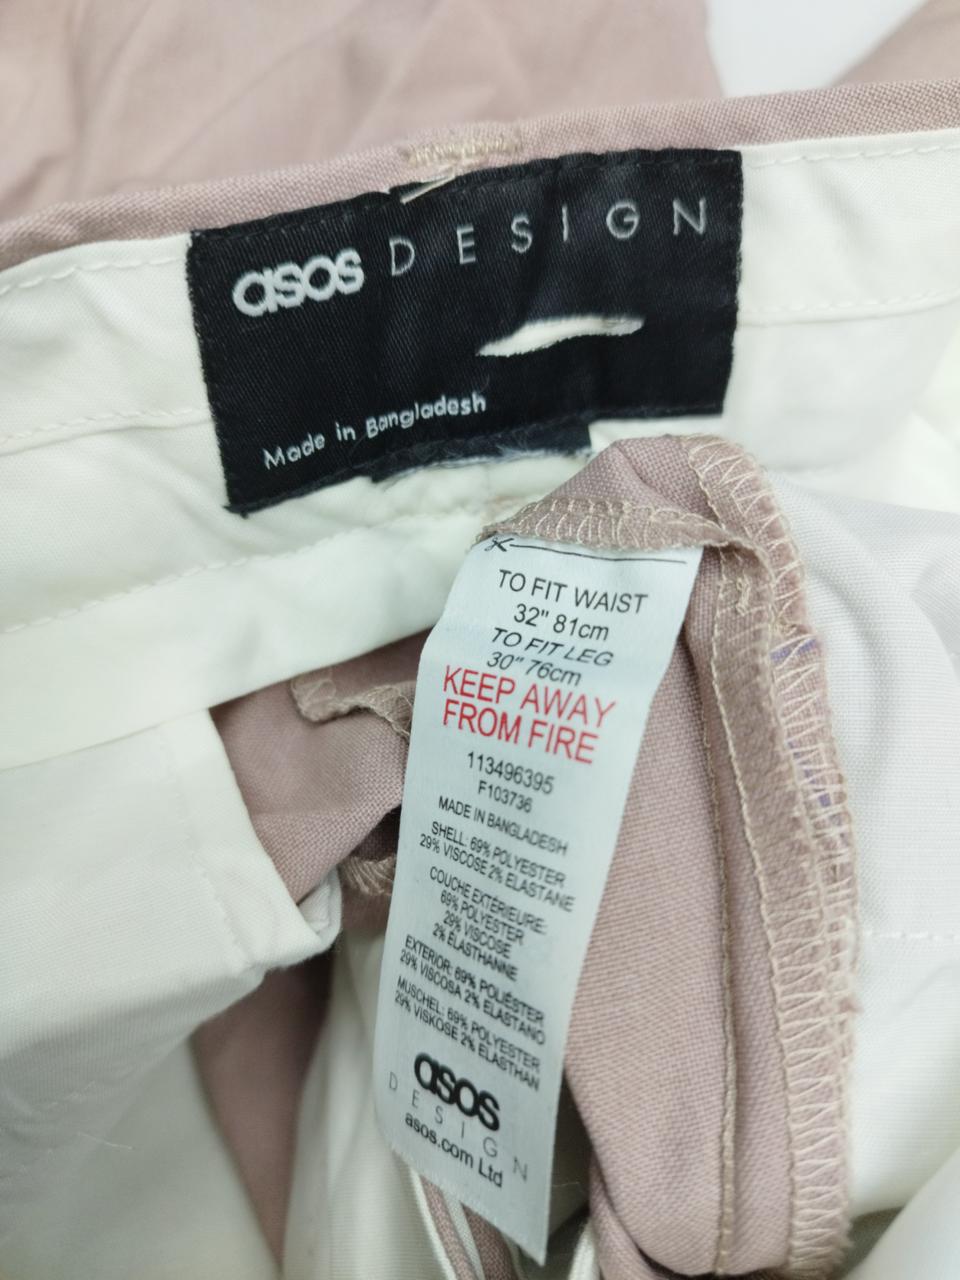 asos DESIGN
Made in Bangladesh
TO FIT WAIST
32" 81cm
TO FIT LEG
30" 76cm
KEEP AWAY
FROM FIRE
113496395
F103736
MADE IN BANGLADESH
SHELL: 69% POLYESTER
29% VISCOSE 2% ELASTANE
COUCHE EXTÉRIEURE:
69% POLYESTER
29% VISCOSE
2% ÉLASTHANNE
EXTERIOR: 69% POLIÉSTER
29% VISCOSA 2% ELASTANO
MUSCHEL: 69% POLYESTER
29% VISKOSE 2% ELASTHAN
asos
DESIGN
asos.com Ltd